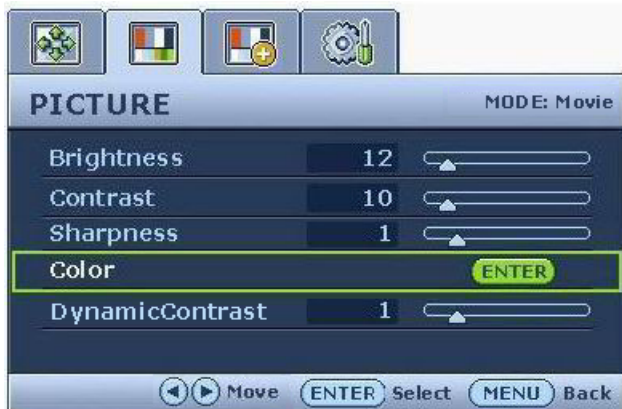 PICTURE MODE: Movie
Brightness 12
Contrast 10
Sharpness 1
Color ENTER
DynamicContrast 1
Move ENTER Select MENU Back